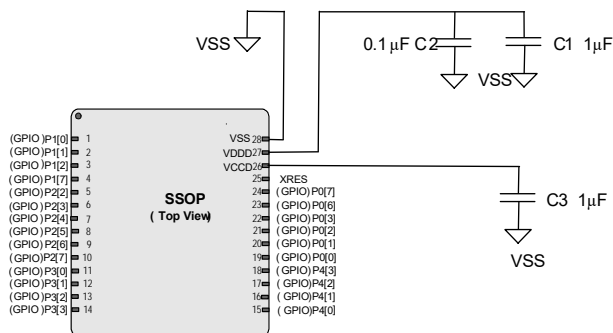 VSS
0.1 µF C2
C1 1 µF
VSS
(GPIO)P1[0] 1
(GPIO)P1[1] 2
(GPIO)P1[2] 3
(GPIO)P1[7] 4
(GPIO)P2[2] 5
(GPIO)P2[3] 6
(GPIO)P2[4] 7
(GPIO)P2[5] 8
(GPIO)P2[6] 9
(GPIO)P2[7] 10
(GPIO)P3[0] 11
(GPIO)P3[1] 12
(GPIO)P3[2] 13
(GPIO)P3[3] 14
SSOP
(Top View)
VSS 28
VDDD 27
VCCD 26
25 XRES
24 (GPIO)P0[7]
23 (GPIO)P0[6]
22 (GPIO)P0[3]
21 (GPIO)P0[2]
20 (GPIO)P0[1]
19 (GPIO)P0[0]
18 (GPIO)P4[3]
17 (GPIO)P4[2]
16 (GPIO)P4[1]
15 (GPIO)P4[0]
C3 1 µF
VSS